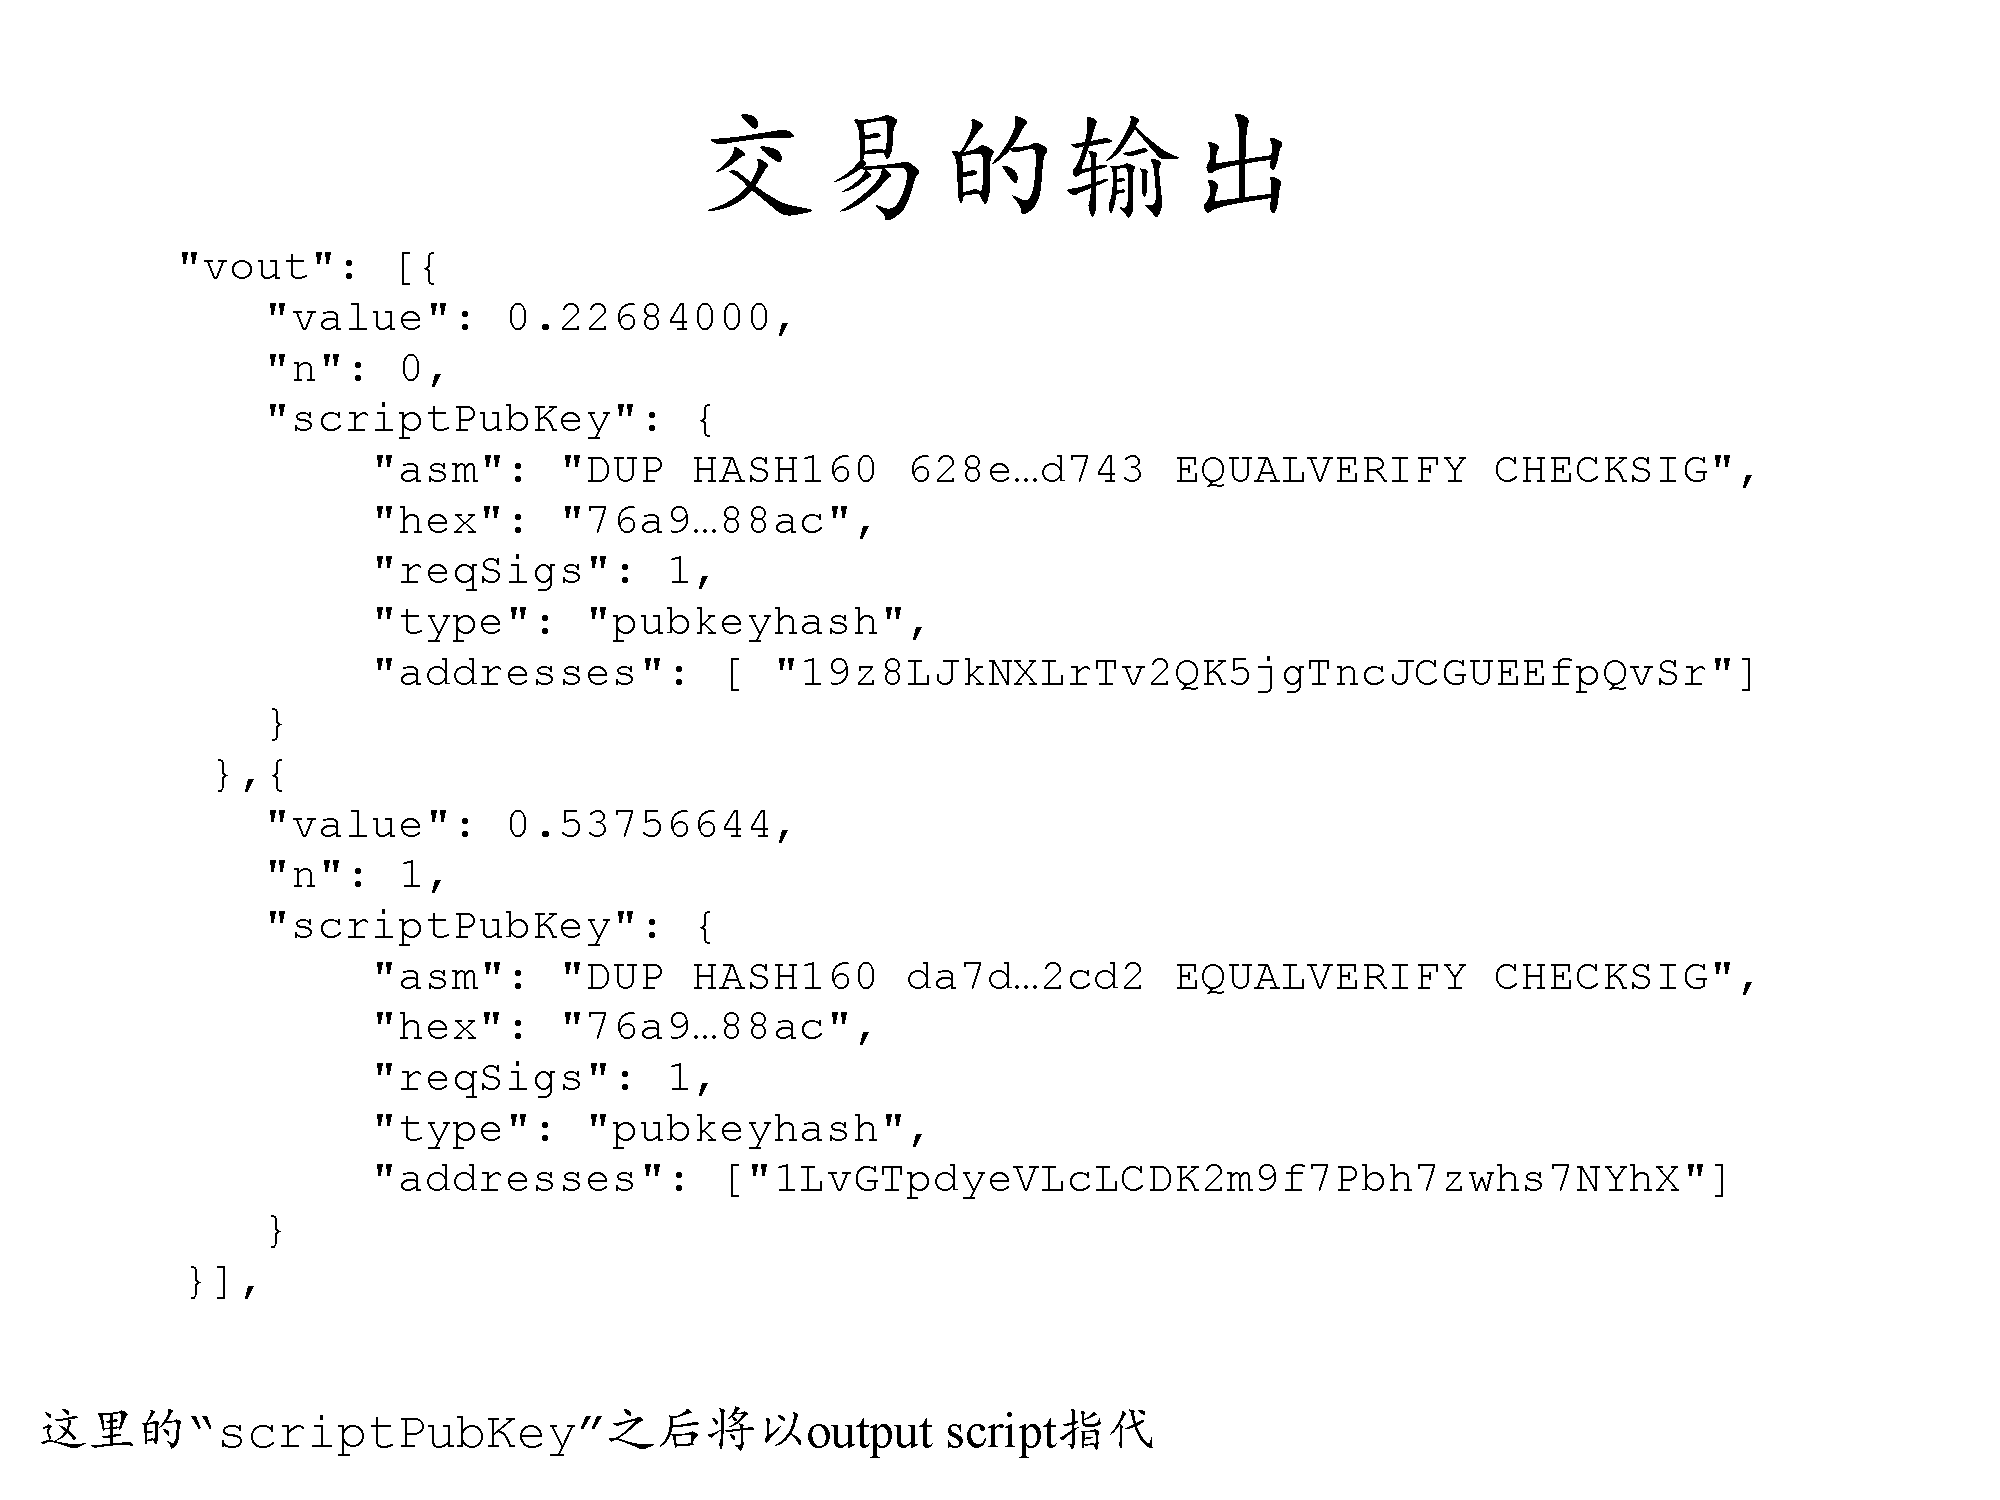 交易的输出
"vout": [{
"value": 0.22684000,
"n": 0,
"scriptPubKey": {
"asm": "DUP HASH160 628e…d743 EQUALVERIFY CHECKSIG",
"hex": "76a9…88ac",
"reqSigs": 1,
"type": "pubkeyhash",
"addresses": [ "19z8LJkNXLrTv2QK5jgTncJCGUEEfpQvSr"]
}
},{
"value": 0.53756644,
"n": 1,
"scriptPubKey": {
"asm": "DUP HASH160 da7d…2cd2 EQUALVERIFY CHECKSIG",
"hex": "76a9…88ac",
"reqSigs": 1,
"type": "pubkeyhash",
"addresses": ["1LvGTpdyeVLcLCDK2m9f7Pbh7zwhs7NYhX"]
}
}],
这里的“scriptPubKey”之后将以output script指代